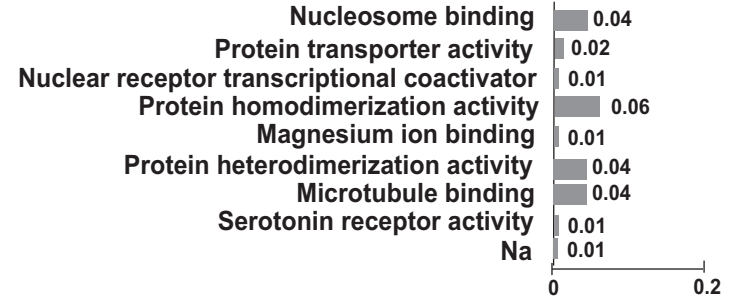 Nucleosome binding 0.04
Protein transporter activity 0.02
Nuclear receptor transcriptional coactivator 0.01
Protein homodimerization activity 0.06
Magnesium ion binding 0.01
Protein heterodimerization activity 0.04
Microtubule binding 0.04
Serotonin receptor activity 0.01
Na 0.01
0 0.2